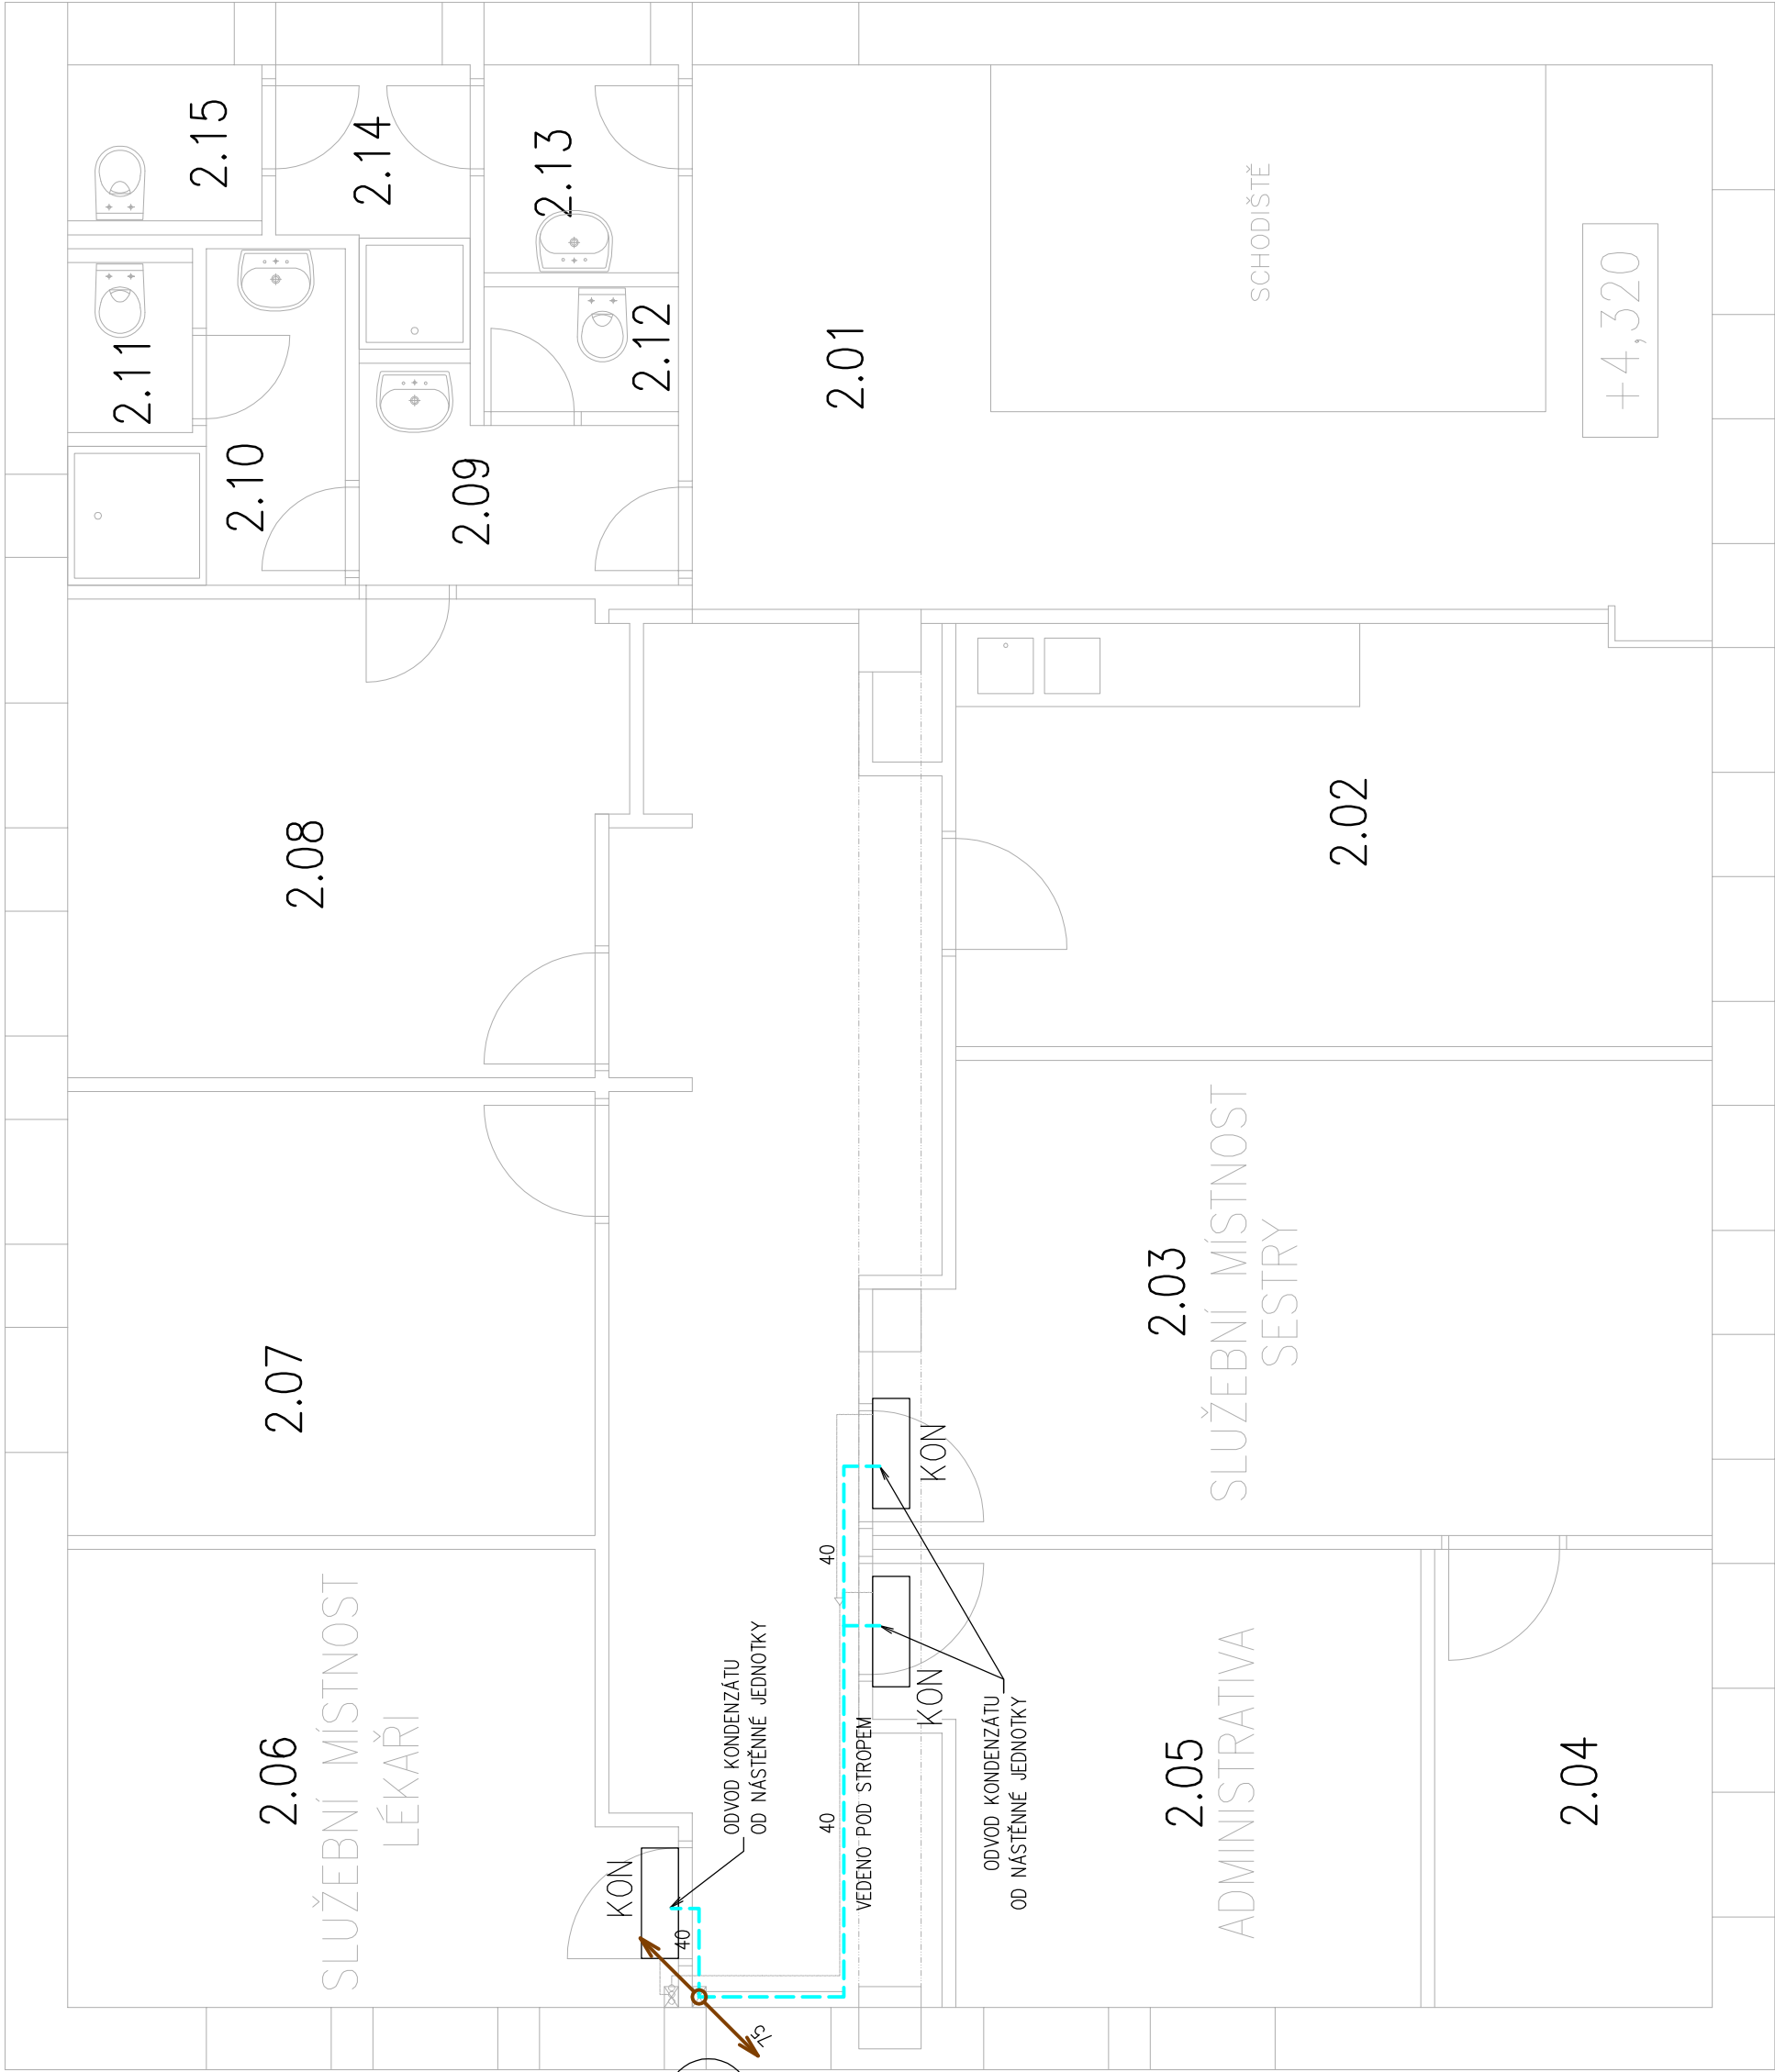 2.15
2.14
2.13
2.12
2.11
2.10
2.09
2.01
SCHODIŠTĚ
+4,320
2.08
2.02
2.07
2.03
SLUŽEBNÍ MÍSTNOST
SESTRY
2.06
SLUŽEBNÍ MÍSTNOST
LÉKAŘI
KON
40
ODVOD KONDENZÁTU
OD NÁSTĚNNÉ JEDNOTKY
40
40
VEDENO POD STROPEM
KON
KON
ODVOD KONDENZÁTU
OD NÁSTĚNNÉ JEDNOTKY
2.05
ADMINISTRATIVA
2.04
75